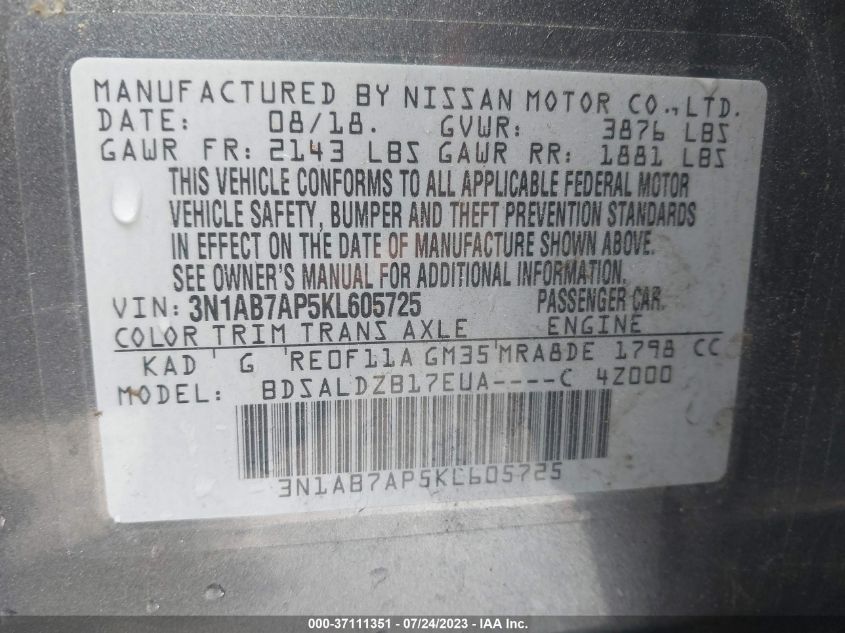 MANUFACTURED BY NISSAN MOTOR CO.,LTD.
DATE: 08/18. GVWR: 3876 LBS
GAWR FR: 2143 LBS GAWR RR: 1881 LBS
THIS VEHICLE CONFORMS TO ALL APPLICABLE FEDERAL MOTOR
VEHICLE SAFETY, BUMPER AND THEFT PREVENTION STANDARDS
IN EFFECT ON THE DATE OF MANUFACTURE SHOWN ABOVE.
SEE OWNER'S MANUAL FOR ADDITIONAL INFORMATION.
VIN: 3N1AB7AP5KL605725 PASSENGER CAR.
COLOR TRIM TRANS AXLE ENGINE
KAD ' G 'RE0F11A GM35'MRA8DE 1798 CC
MODEL: BDSALDZB17EUA----C 4Z000
3N1AB7AP5KL605725
000-37111351 / 07/24/2023 - IAA Inc.